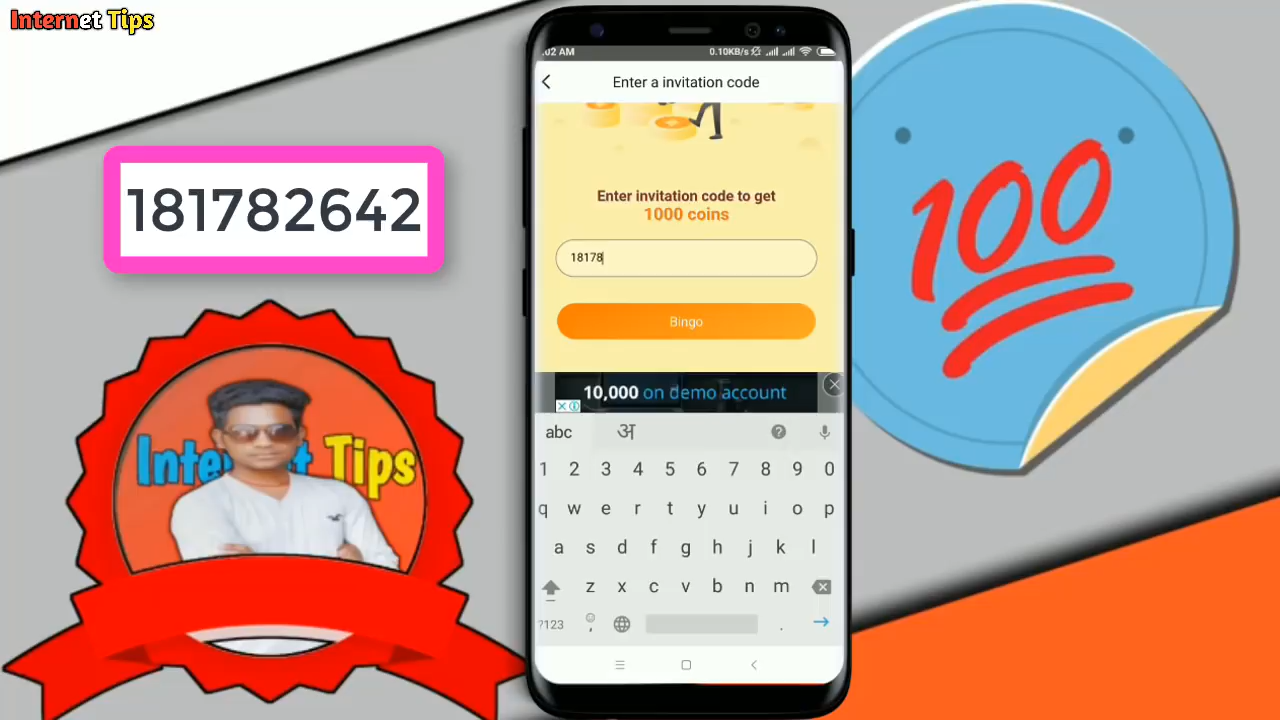 Internet Tips
181782642
Inte t Tips
:02 AM
0.10KB/s
Enter a invitation code
Enter invitation code to get
1000 coins
18178
Bingo
10,000 on demo account
abc अ
1 2 3 4 5 6 7 8 9 0
q w e r t y u i o p
a s d f g h j k l
z x c v b n m
?123 , .
100